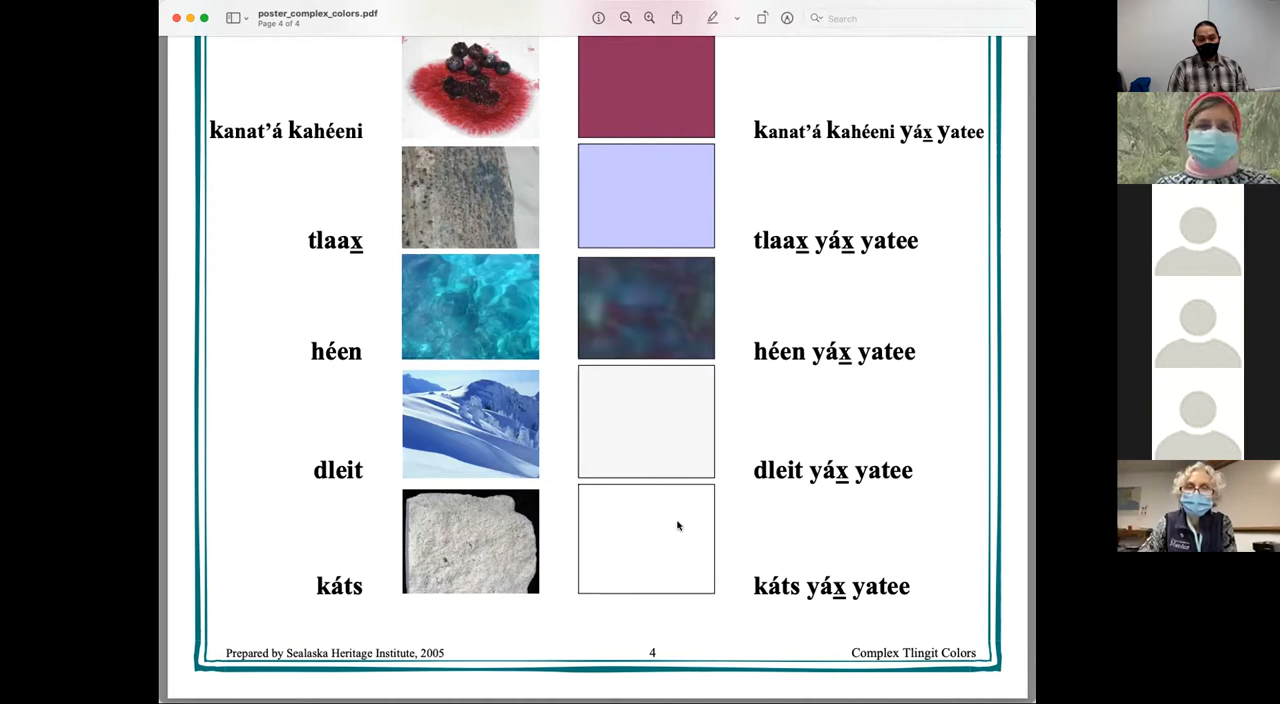 poster_complex_colors.pdf
Page 4 of 4
Search
kanat’á kahéeni
kanat’á kahéeni yáx̲ yatee
tlaax̲
tlaax̲ yáx̲ yatee
héen
héen yáx̲ yatee
dleit
dleit yáx̲ yatee
káts
káts yáx̲ yatee
Prepared by Sealaska Heritage Institute, 2005
4
Complex Tlingit Colors